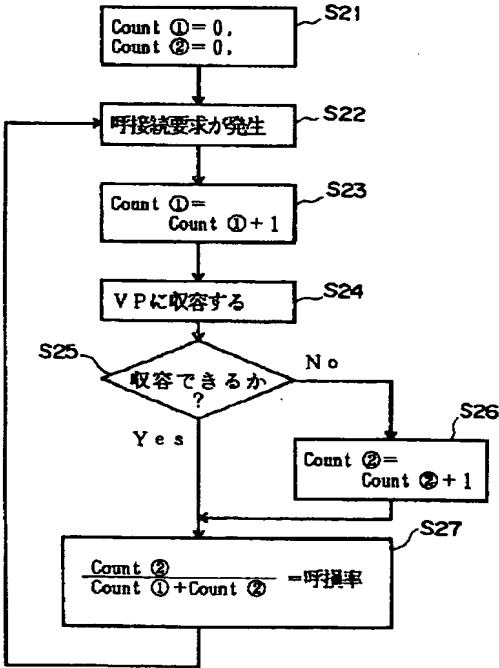 S21
Count ①=0,
Count ②=0,
S22
呼接続要求が発生
S23
Count ①=
Count ①+1
S24
VPに収容する
S25
収容できるか
?
No
Yes
S26
Count ②=
Count ②+1
S27
Count ②
Count ①+Count ②
=呼損率